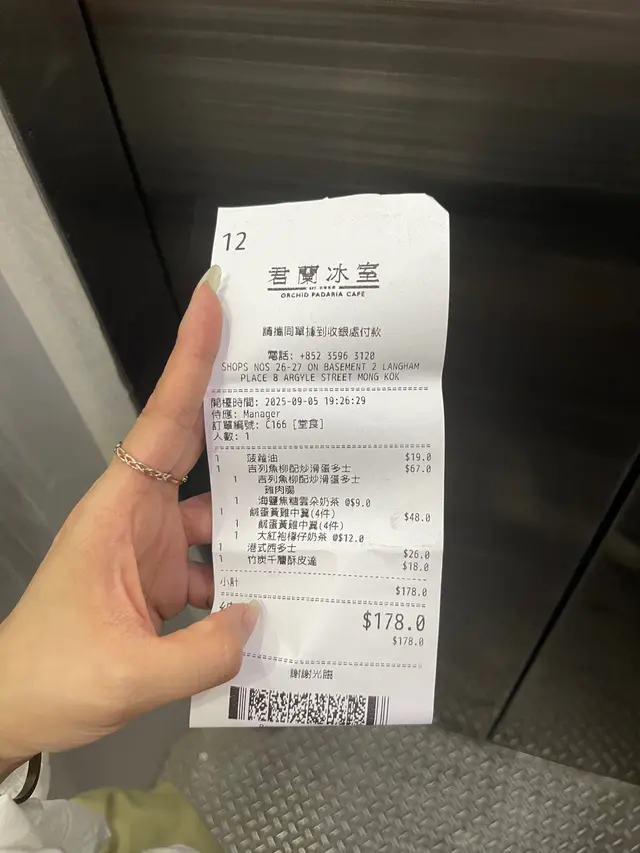 12
君蘭冰室
ORCHID PADARIA CAFE
請攜同單據到收銀處付款
電話: +852 3596 3120
SHOPS NOS 26-27 ON BASEMENT 2 LANGHAM
PLACE 8 ARGYLE STREET MONG KOK
開檯時間: 2025-09-05 19:26:29
侍應: Manager
訂單編號: C166 [堂食]
人數: 1
1 菠蘿油 $19.0
1 吉列魚柳配炒滑蛋多士 $67.0
1 吉列魚柳配炒滑蛋多士
雞肉腸
1 海鹽焦糖雲朵奶茶 @$9.0
1 鹹蛋黃雞中翼(4件) $48.0
1 鹹蛋黃雞中翼(4件)
1 大紅袍樽仔奶茶 @$12.0
1 港式西多士 $26.0
1 竹炭千層酥皮達 $18.0
小計 $178.0
$178.0
$178.0
謝謝光臨